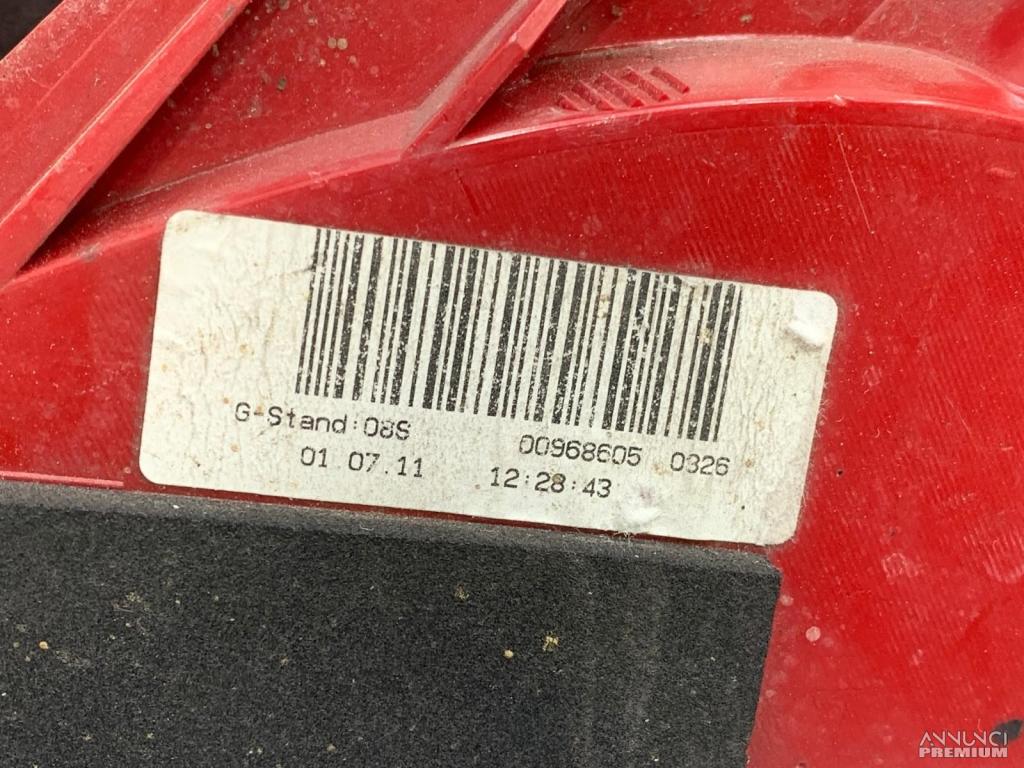 G-Stand:08S 00968605 0326
01.07.11 12:28:43
ANNUNCI
PREMIUM